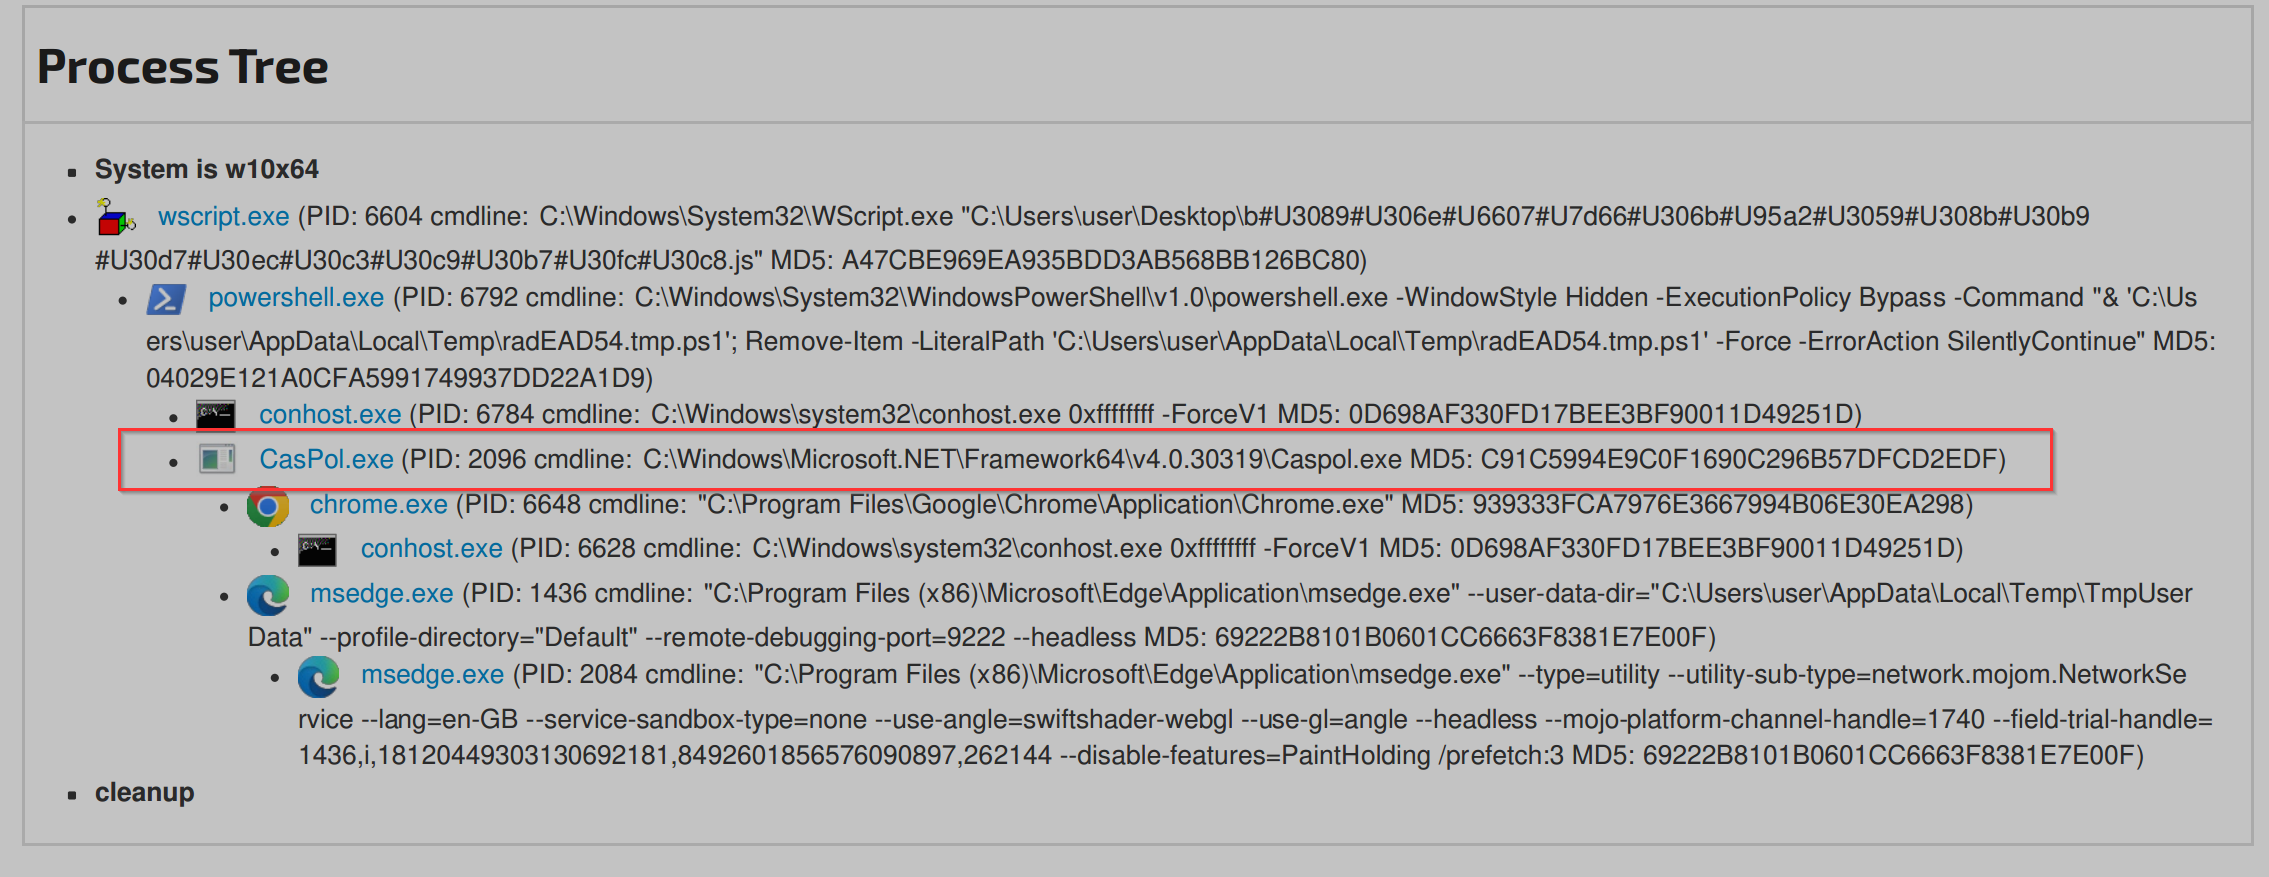 Process Tree
System is w10x64
wscript.exe (PID: 6604 cmdline: C:\Windows\System32\WScript.exe "C:\Users\user\Desktop\b#U3089#U306e#U6607#U7d66#U306b#U95a2#U3059#U308b#U30b9
#U30d7#U30ec#U30c3#U30c9#U30b7#U30fc#U30c8.js" MD5: A47CBE969EA935BDD3AB568BB126BC80)
powershell.exe (PID: 6792 cmdline: C:\Windows\System32\WindowsPowerShell\v1.0\powershell.exe -WindowStyle Hidden -ExecutionPolicy Bypass -Command "& 'C:\Us
ers\user\AppData\Local\Temp\radEAD54.tmp.ps1'; Remove-Item -LiteralPath 'C:\Users\user\AppData\Local\Temp\radEAD54.tmp.ps1' -Force -ErrorAction SilentlyContinue" MD5:
04029E121A0CFA5991749937DD22A1D9)
conhost.exe (PID: 6784 cmdline: C:\Windows\system32\conhost.exe 0xffffffff -ForceV1 MD5: 0D698AF330FD17BEE3BF90011D49251D)
CasPol.exe (PID: 2096 cmdline: C:\Windows\Microsoft.NET\Framework64\v4.0.30319\Caspol.exe MD5: C91C5994E9C0F1690C296B57DFCD2EDF)
chrome.exe (PID: 6648 cmdline: "C:\Program Files\Google\Chrome\Application\Chrome.exe" MD5: 939333FCA7976E3667994B06E30EA298)
conhost.exe (PID: 6628 cmdline: C:\Windows\system32\conhost.exe 0xffffffff -ForceV1 MD5: 0D698AF330FD17BEE3BF90011D49251D)
msedge.exe (PID: 1436 cmdline: "C:\Program Files (x86)\Microsoft\Edge\Application\msedge.exe" --user-data-dir="C:\Users\user\AppData\Local\Temp\TmpUser
Data" --profile-directory="Default" --remote-debugging-port=9222 --headless MD5: 69222B8101B0601CC6663F8381E7E00F)
msedge.exe (PID: 2084 cmdline: "C:\Program Files (x86)\Microsoft\Edge\Application\msedge.exe" --type=utility --utility-sub-type=network.mojom.NetworkSe
rvice --lang=en-GB --service-sandbox-type=none --use-angle=swiftshader-webgl --use-gl=angle --headless --mojo-platform-channel-handle=1740 --field-trial-handle=
1436,i,18120449303130692181,8492601856576090897,262144 --disable-features=PaintHolding /prefetch:3 MD5: 69222B8101B0601CC6663F8381E7E00F)
cleanup